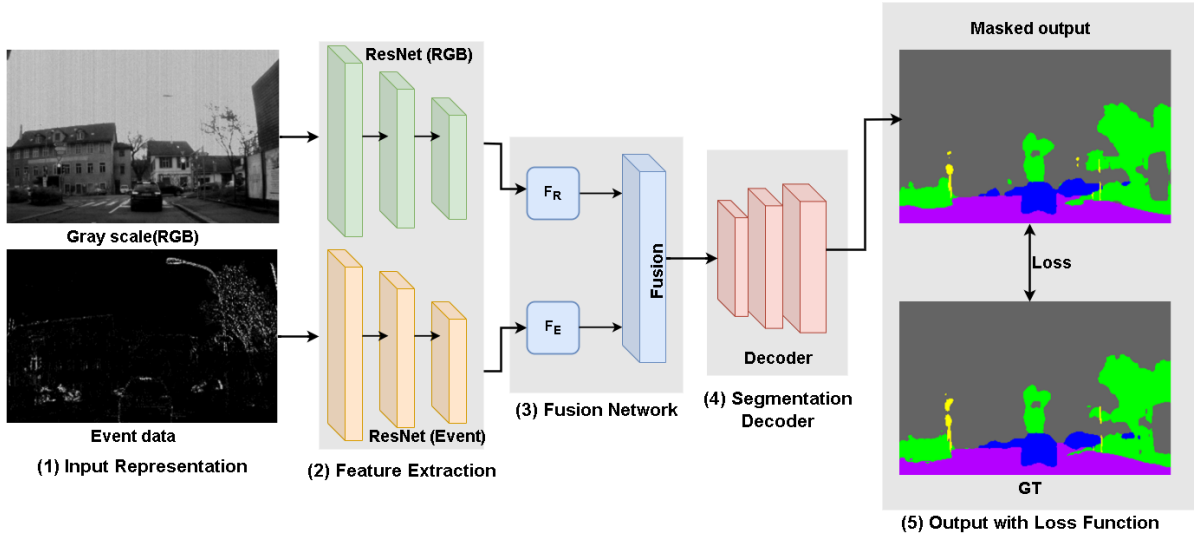 Gray scale(RGB)
Event data
(1) Input Representation
ResNet (RGB)
ResNet (Event)
(2) Feature Extraction
FR
FE
Fusion
(3) Fusion Network
Decoder
(4) Segmentation
Decoder
Masked output
Loss
GT
(5) Output with Loss Function